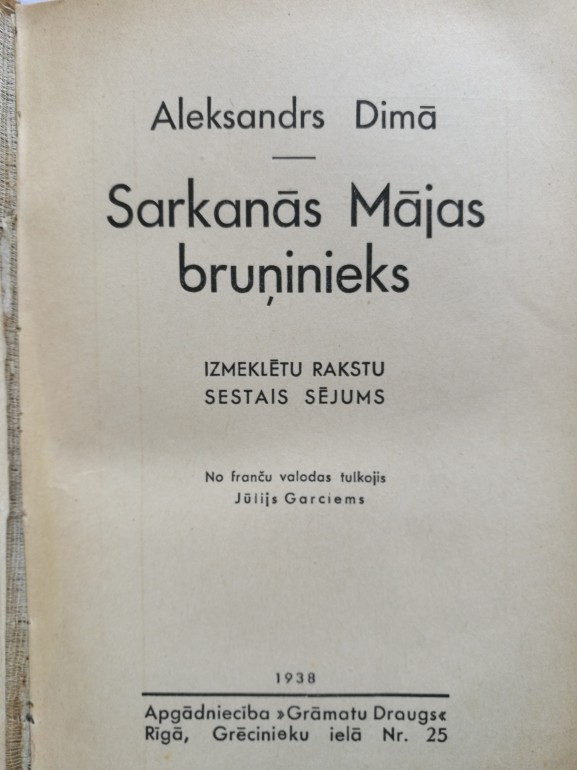 Aleksandrs Dimā
Sarkanās Mājas
bruņinieks
IZMEKLĒTU RAKSTU
SESTAIS SĒJUMS
No franču valodas tulkojis
Jūlijs Garciems
1938
Apgādniecība »Grāmatu Draugs«
Rīgā, Grēcinieku ielā Nr. 25